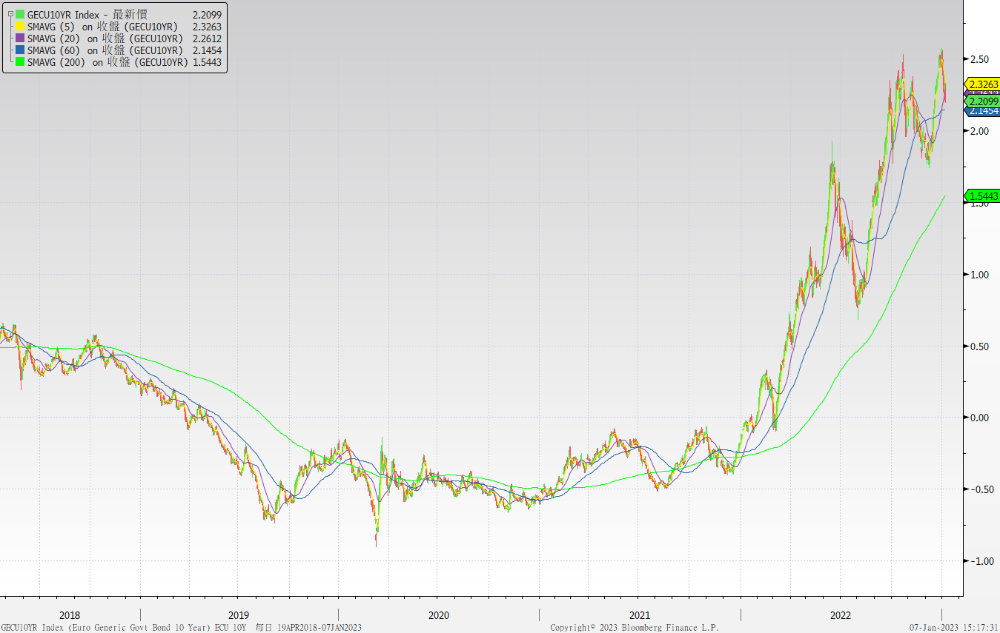 GECU10YR Index - 最新價 2.2099
SMAVG (5) on 收盤 (GECU10YR) 2.3263
SMAVG (20) on 收盤 (GECU10YR) 2.2612
SMAVG (60) on 收盤 (GECU10YR) 2.1454
SMAVG (200) on 收盤 (GECU10YR) 1.5443
2.50
2.3263
2.2099
2.1454
2.00
1.5443
1.50
1.00
0.50
0.00
-0.50
-1.00
2018 2019 2020 2021 2022
GECU10YR Index (Euro Generic Govt Bond 10 Year) ECU 10Y 每日 19APR2018-07JAN2023 Copyright© 2023 Bloomberg Finance L.P. 07-Jan-2023 15:17:31